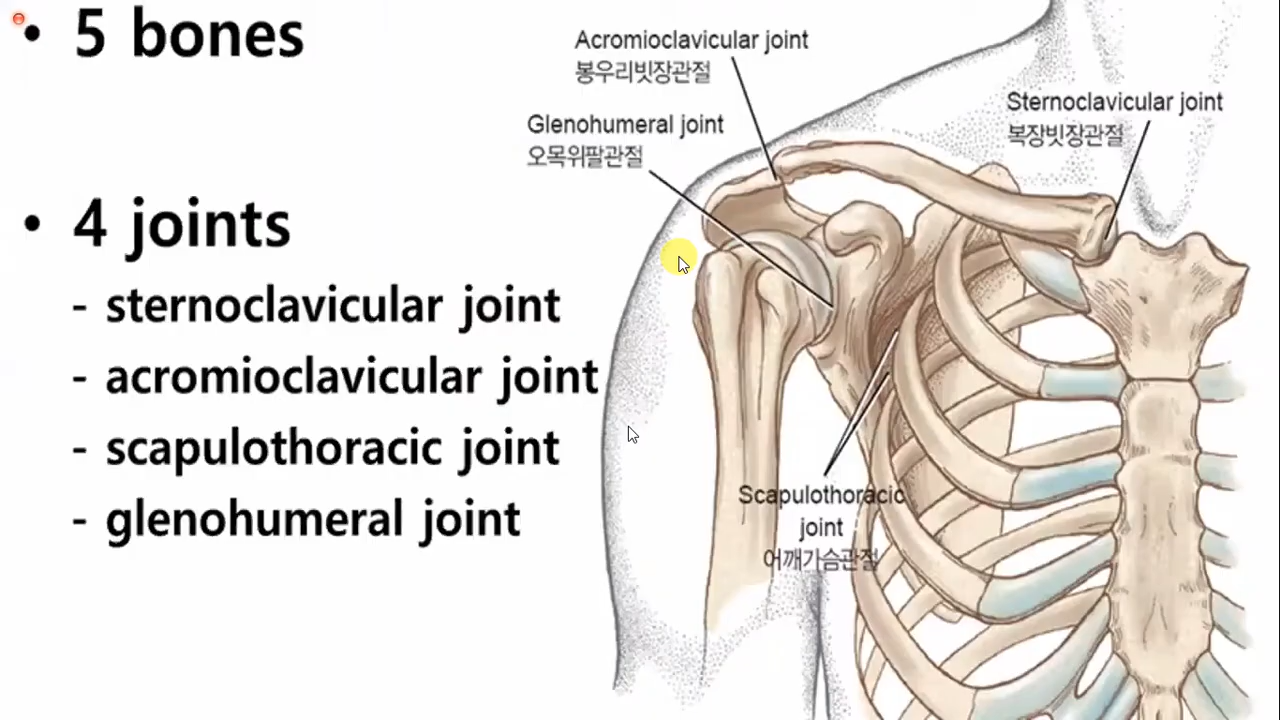 • 5 bones
• 4 joints
- sternoclavicular joint
- acromioclavicular joint
- scapulothoracic joint
- glenohumeral joint
Acromioclavicular joint
봉우리빗장관절
Glenohumeral joint
오목위팔관절
Sternoclavicular joint
복장빗장관절
Scapulothoracic
joint
어깨가슴관절